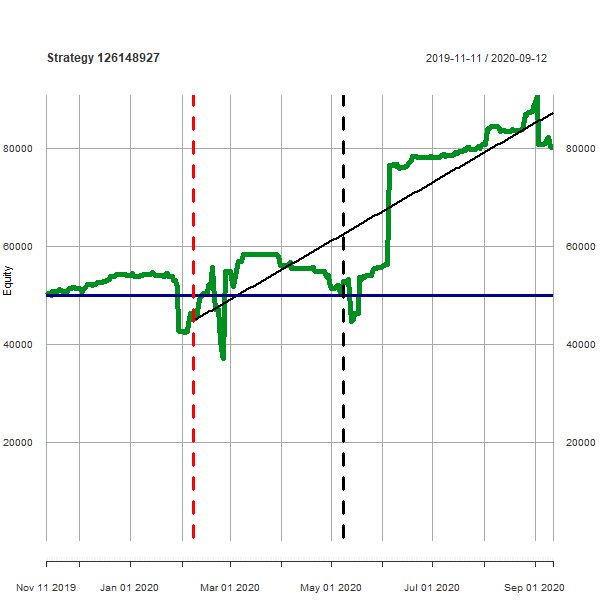 Strategy 126148927
2019-11-11 / 2020-09-12
80000
80000
60000
60000
Equity
40000
40000
20000
20000
Nov 11 2019
Jan 01 2020
Mar 01 2020
May 01 2020
Jul 01 2020
Sep 01 2020